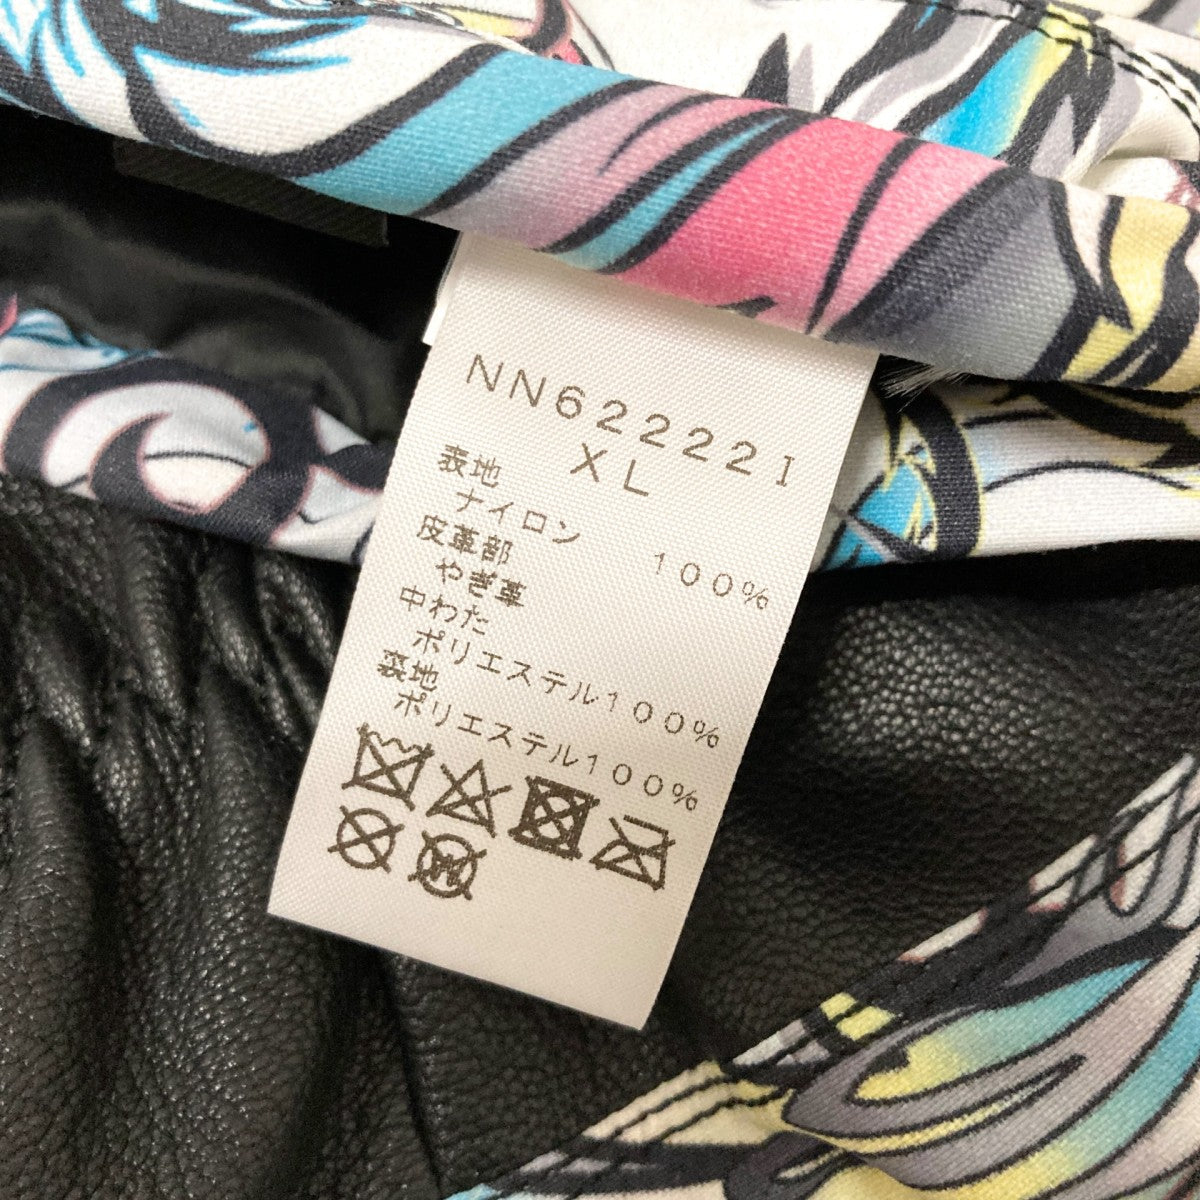 NN62222I
XL
表地
ナイロン 100%
皮革部
やぎ革
中わた
ポリエステル100%
裏地
ポリエステル100%